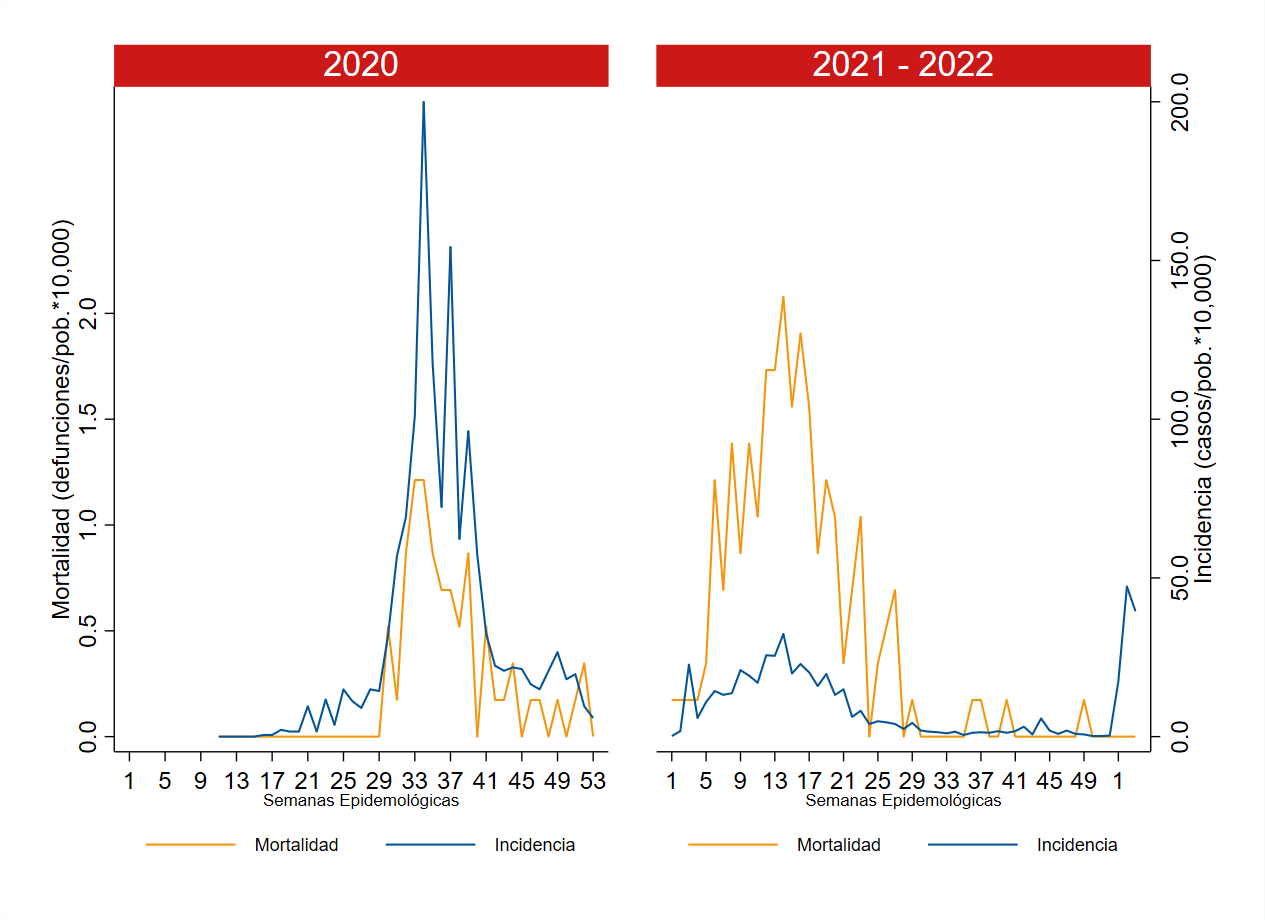 2020
2021 - 2022
Mortalidad (defunciones/pob.*10,000)
2.0
1.5
1.0
0.5
0.0
200.0
150.0
100.0
50.0
0.0
Incidencia (casos/pob.*10,000)
1 5 9 13 17 21 25 29 33 37 41 45 49 53
1 5 9 13 17 21 25 29 33 37 41 45 49 1
Semanas Epidemológicas
Semanas Epidemológicas
Mortalidad Incidencia
Mortalidad Incidencia